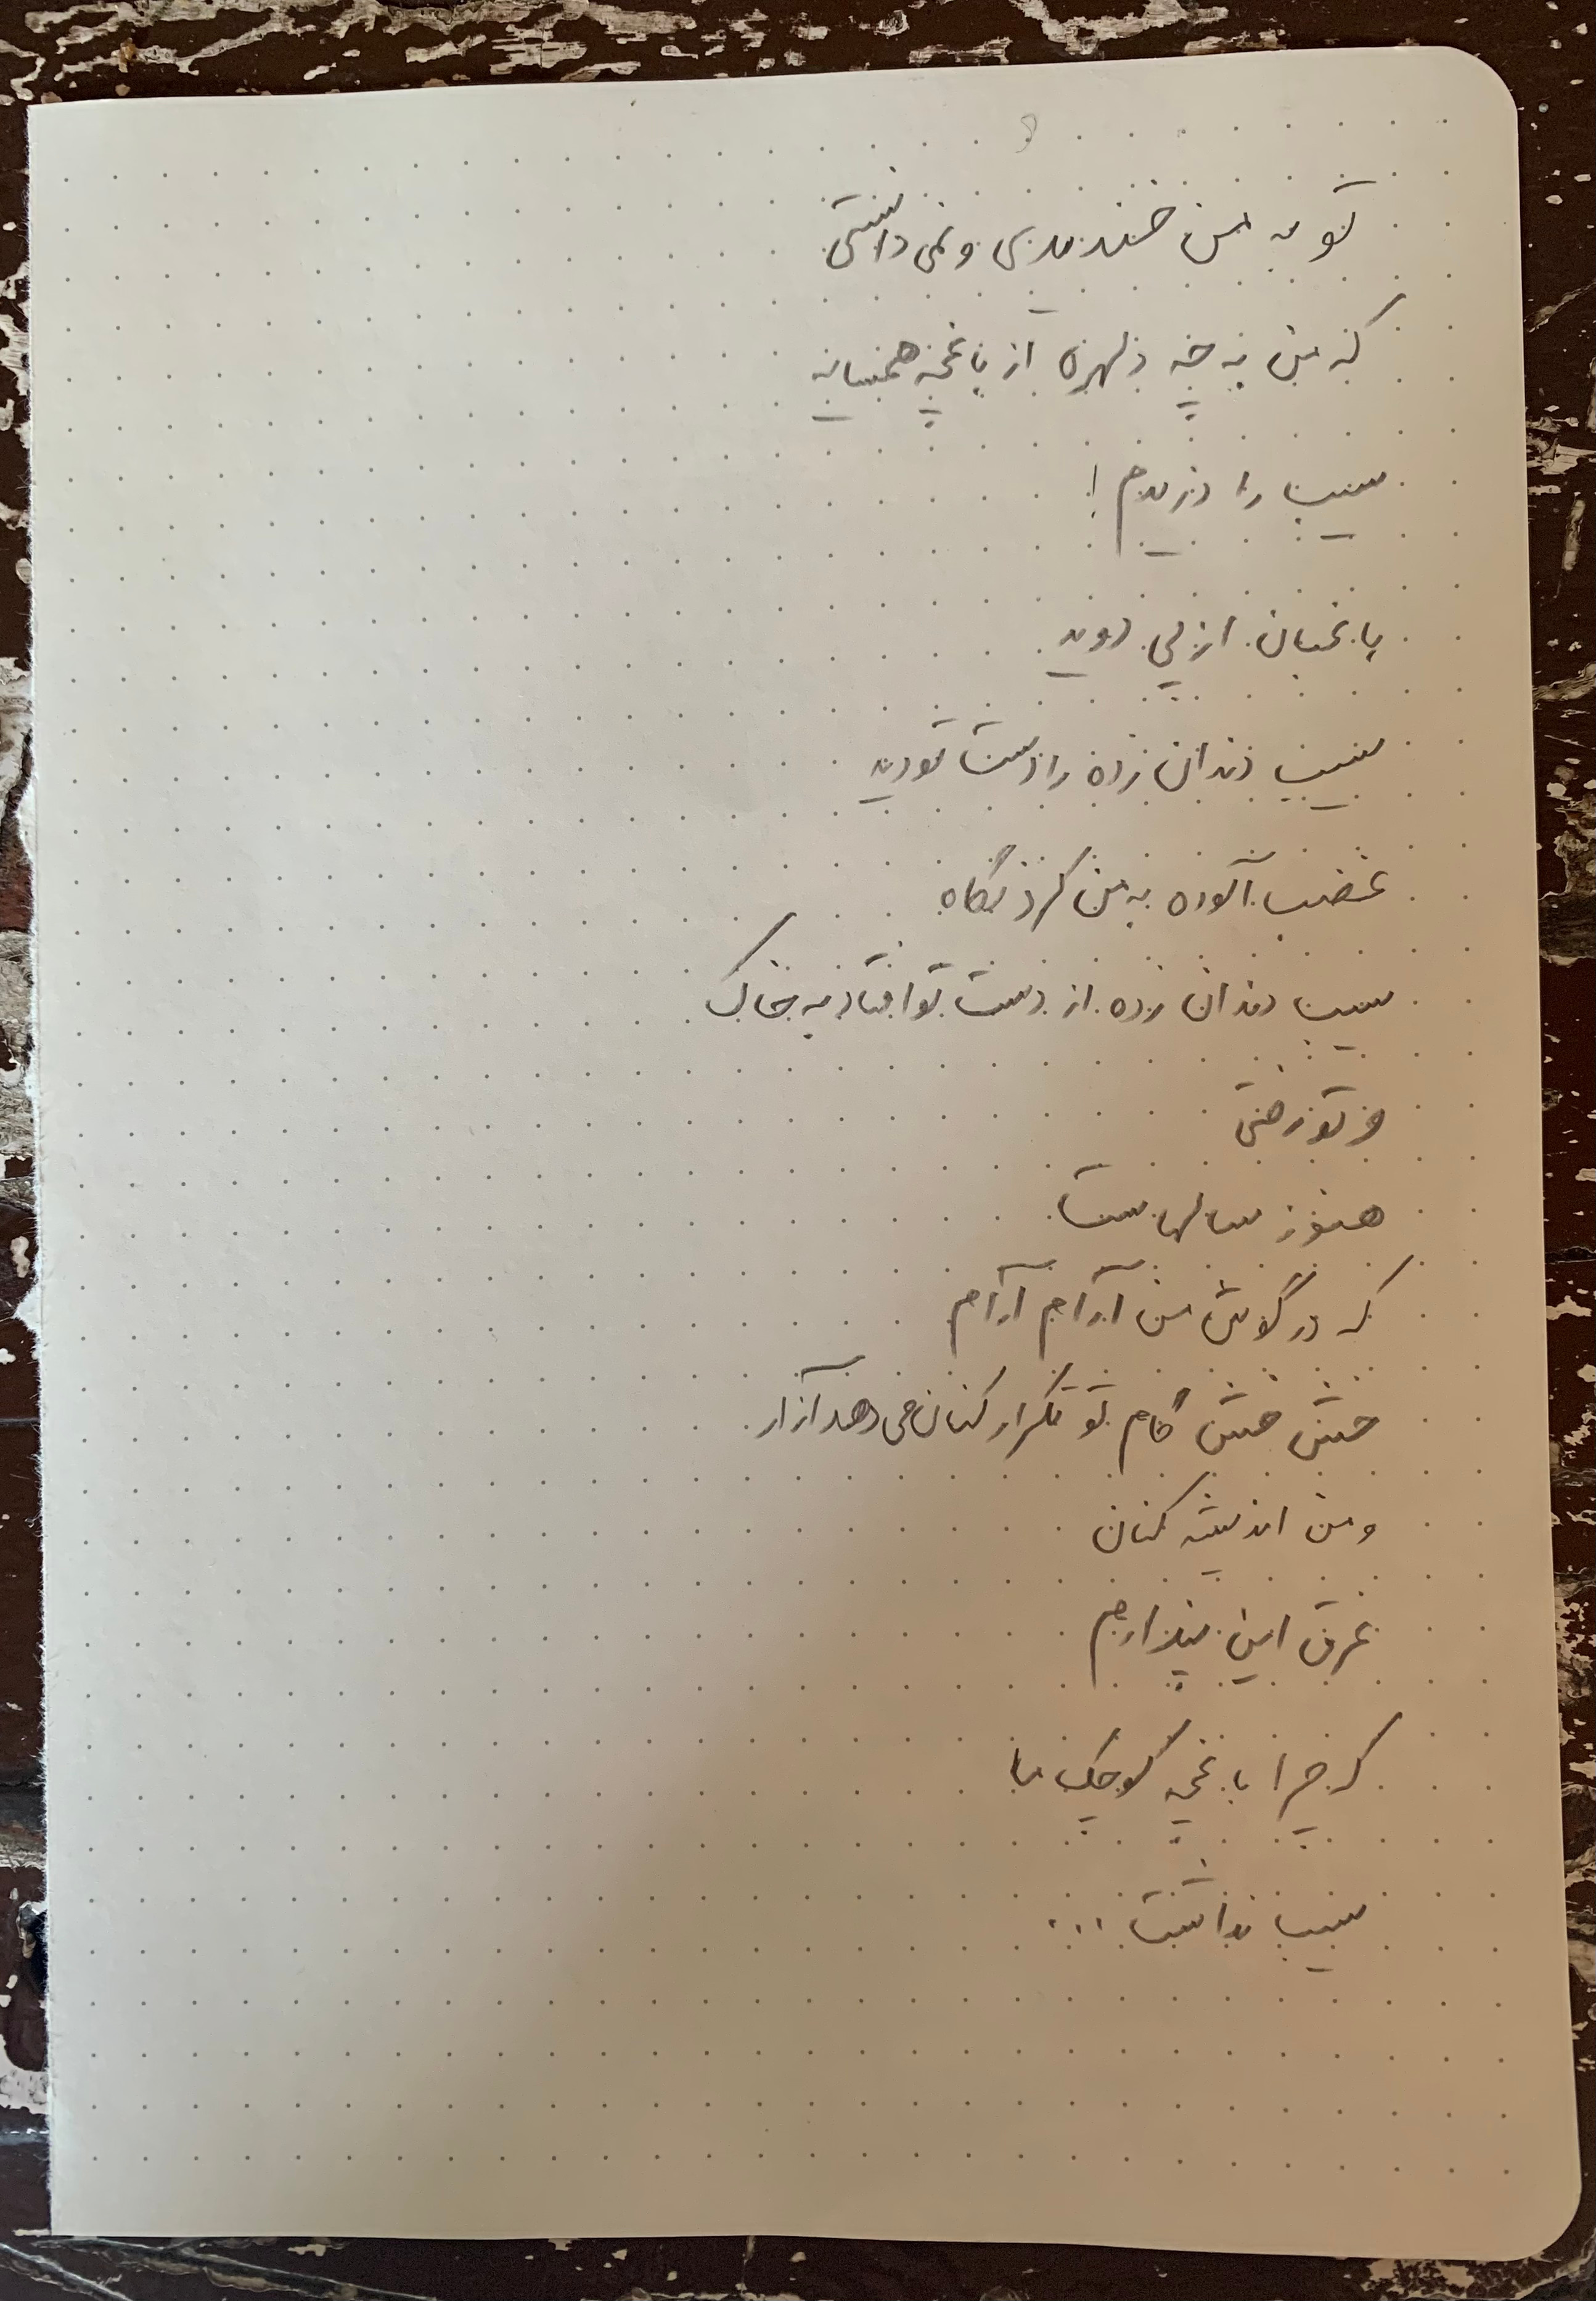 تو به من خندیدی و نمی دانستی
که من به چه دلهره از باغچه همسایه
سیب را دزدیدم !
باغبان از پی دوید
سیب دندان زده را دست تو دید
غضب آلوده به من کرد نگاه
سیب دندان زده از دست تو افتاد به خاک
و تو رفتی
هنوز سالهاست
که در گوش من آرام آرام
خش خش گام تو تکرار کنان می دهد آزار
و من اندیشه کنان
غرق این پندارم
که چرا باغچه کوچک ما
سیب نداشت ...